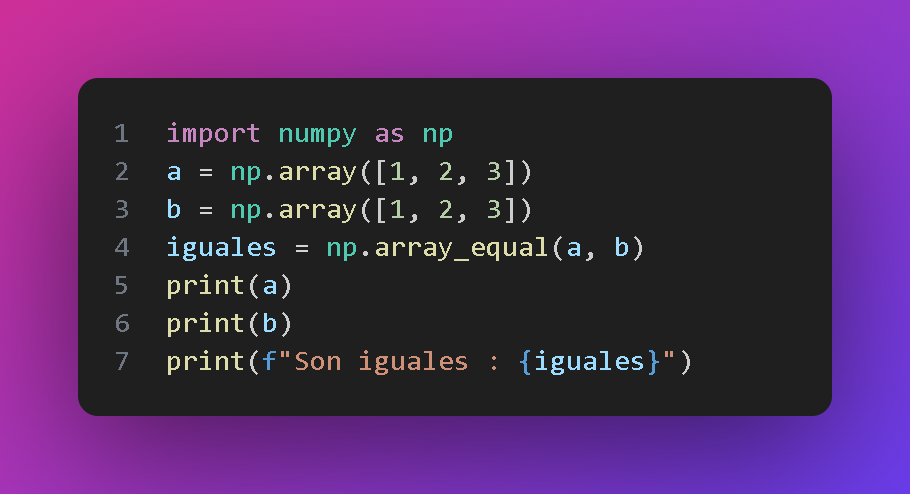 1 import numpy as np
2 a = np.array([1, 2, 3])
3 b = np.array([1, 2, 3])
4 iguales = np.array_equal(a, b)
5 print(a)
6 print(b)
7 print(f"Son iguales : {iguales}")